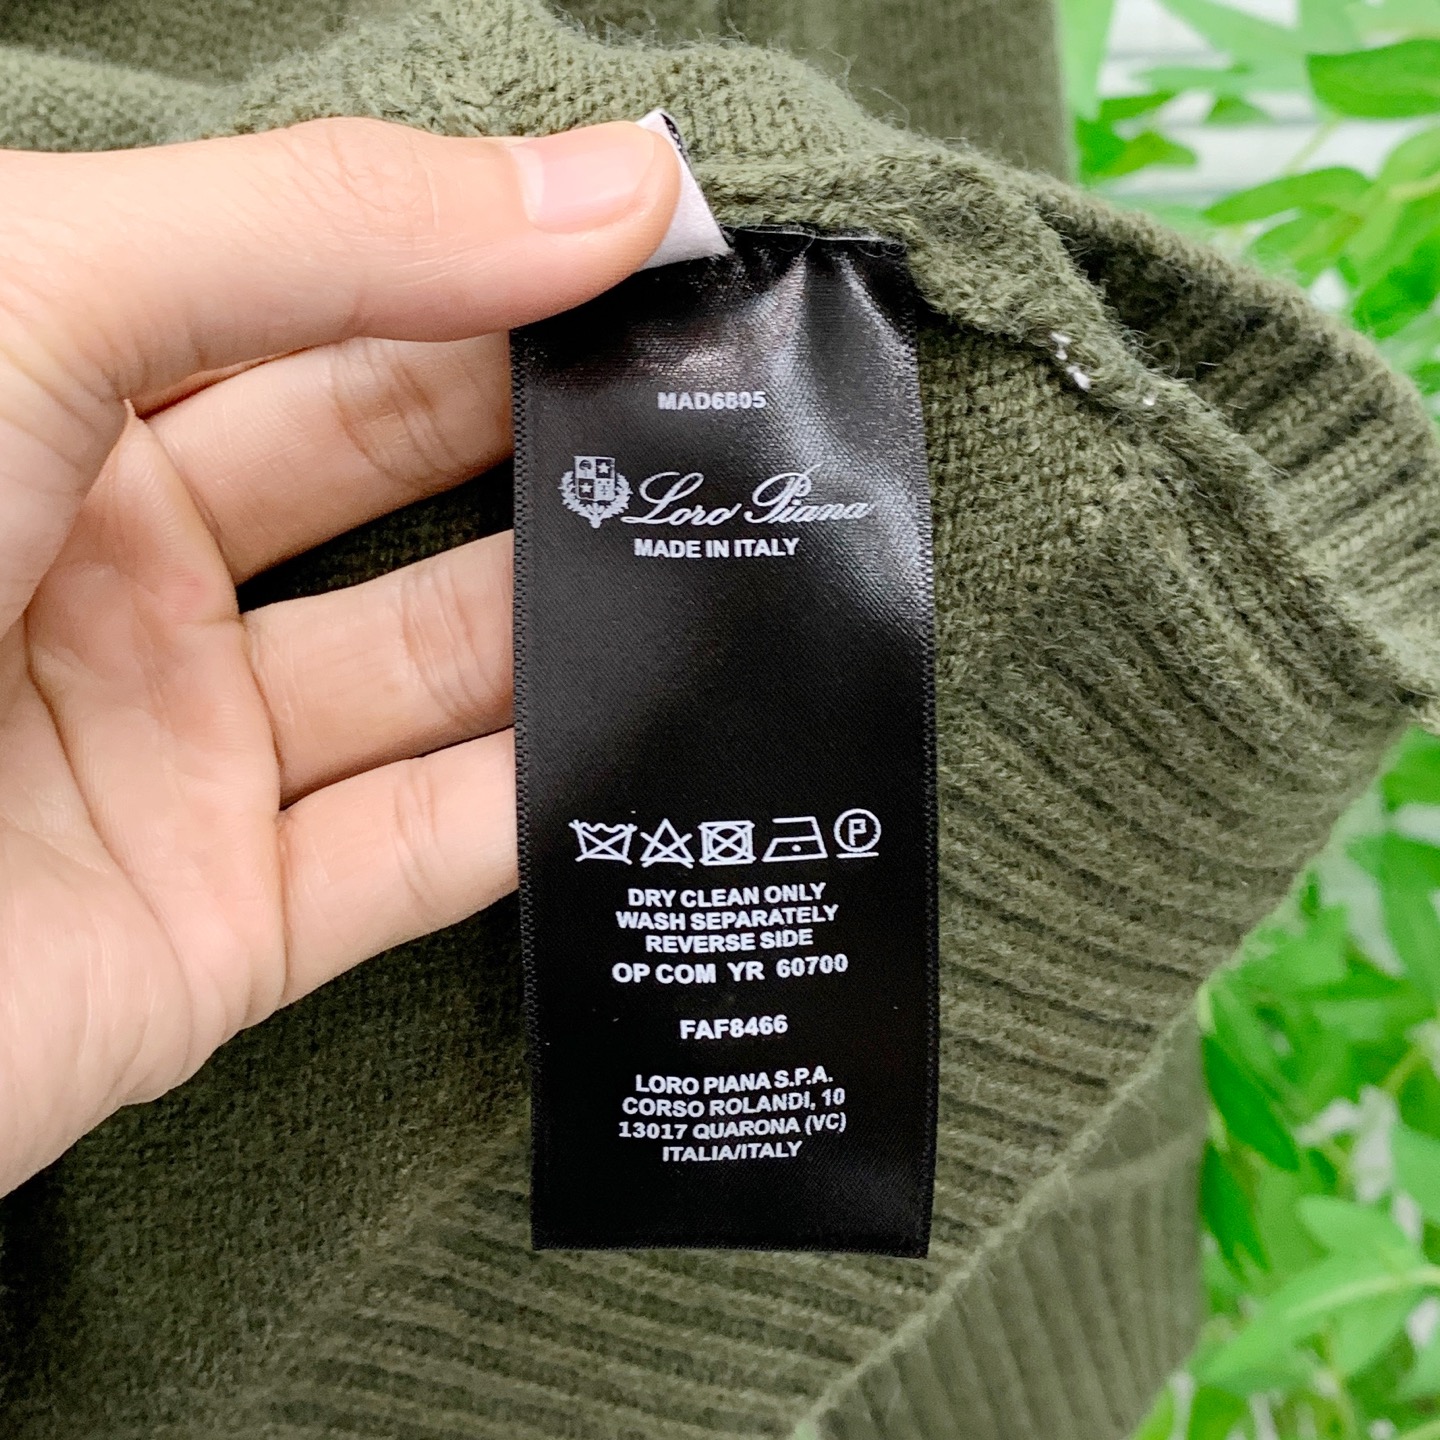 MAD6805
Loro Piana
MADE IN ITALY
P
DRY CLEAN ONLY
WASH SEPARATELY
REVERSE SIDE
OP COM YR 60700
FAF8466
LORO PIANA S.P.A.
CORSO ROLANDI, 10
13017 QUARONA (VC)
ITALIA/ITALY